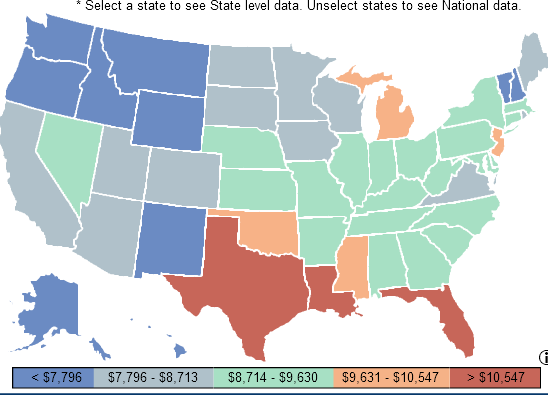 * Select a state to see State level data. Unselect states to see National data.
< $7,796 $7,796 - $8,713 $8,714 - $9,630 $9,631 - $10,547 > $10,547